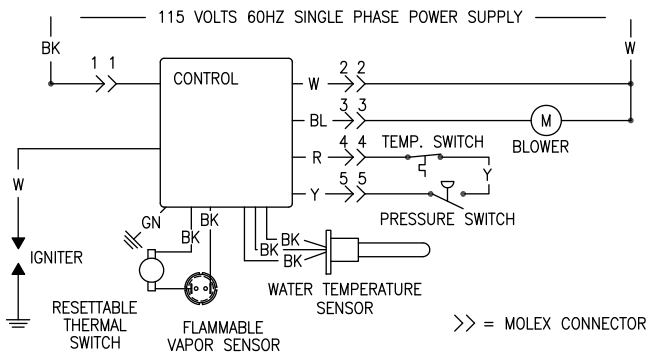 115 VOLTS 60HZ SINGLE PHASE POWER SUPPLY
BK
W
1 1
2 2
CONTROL
W
3 3
BL
M
BLOWER
4 4
TEMP. SWITCH
R
Y
5 5
Y
PRESSURE SWITCH
W
GN
BK
BK
BK
BK
BK
IGNITER
WATER TEMPERATURE
SENSOR
RESETTABLE
THERMAL
SWITCH
FLAMMABLE
VAPOR SENSOR
>> = MOLEX CONNECTOR